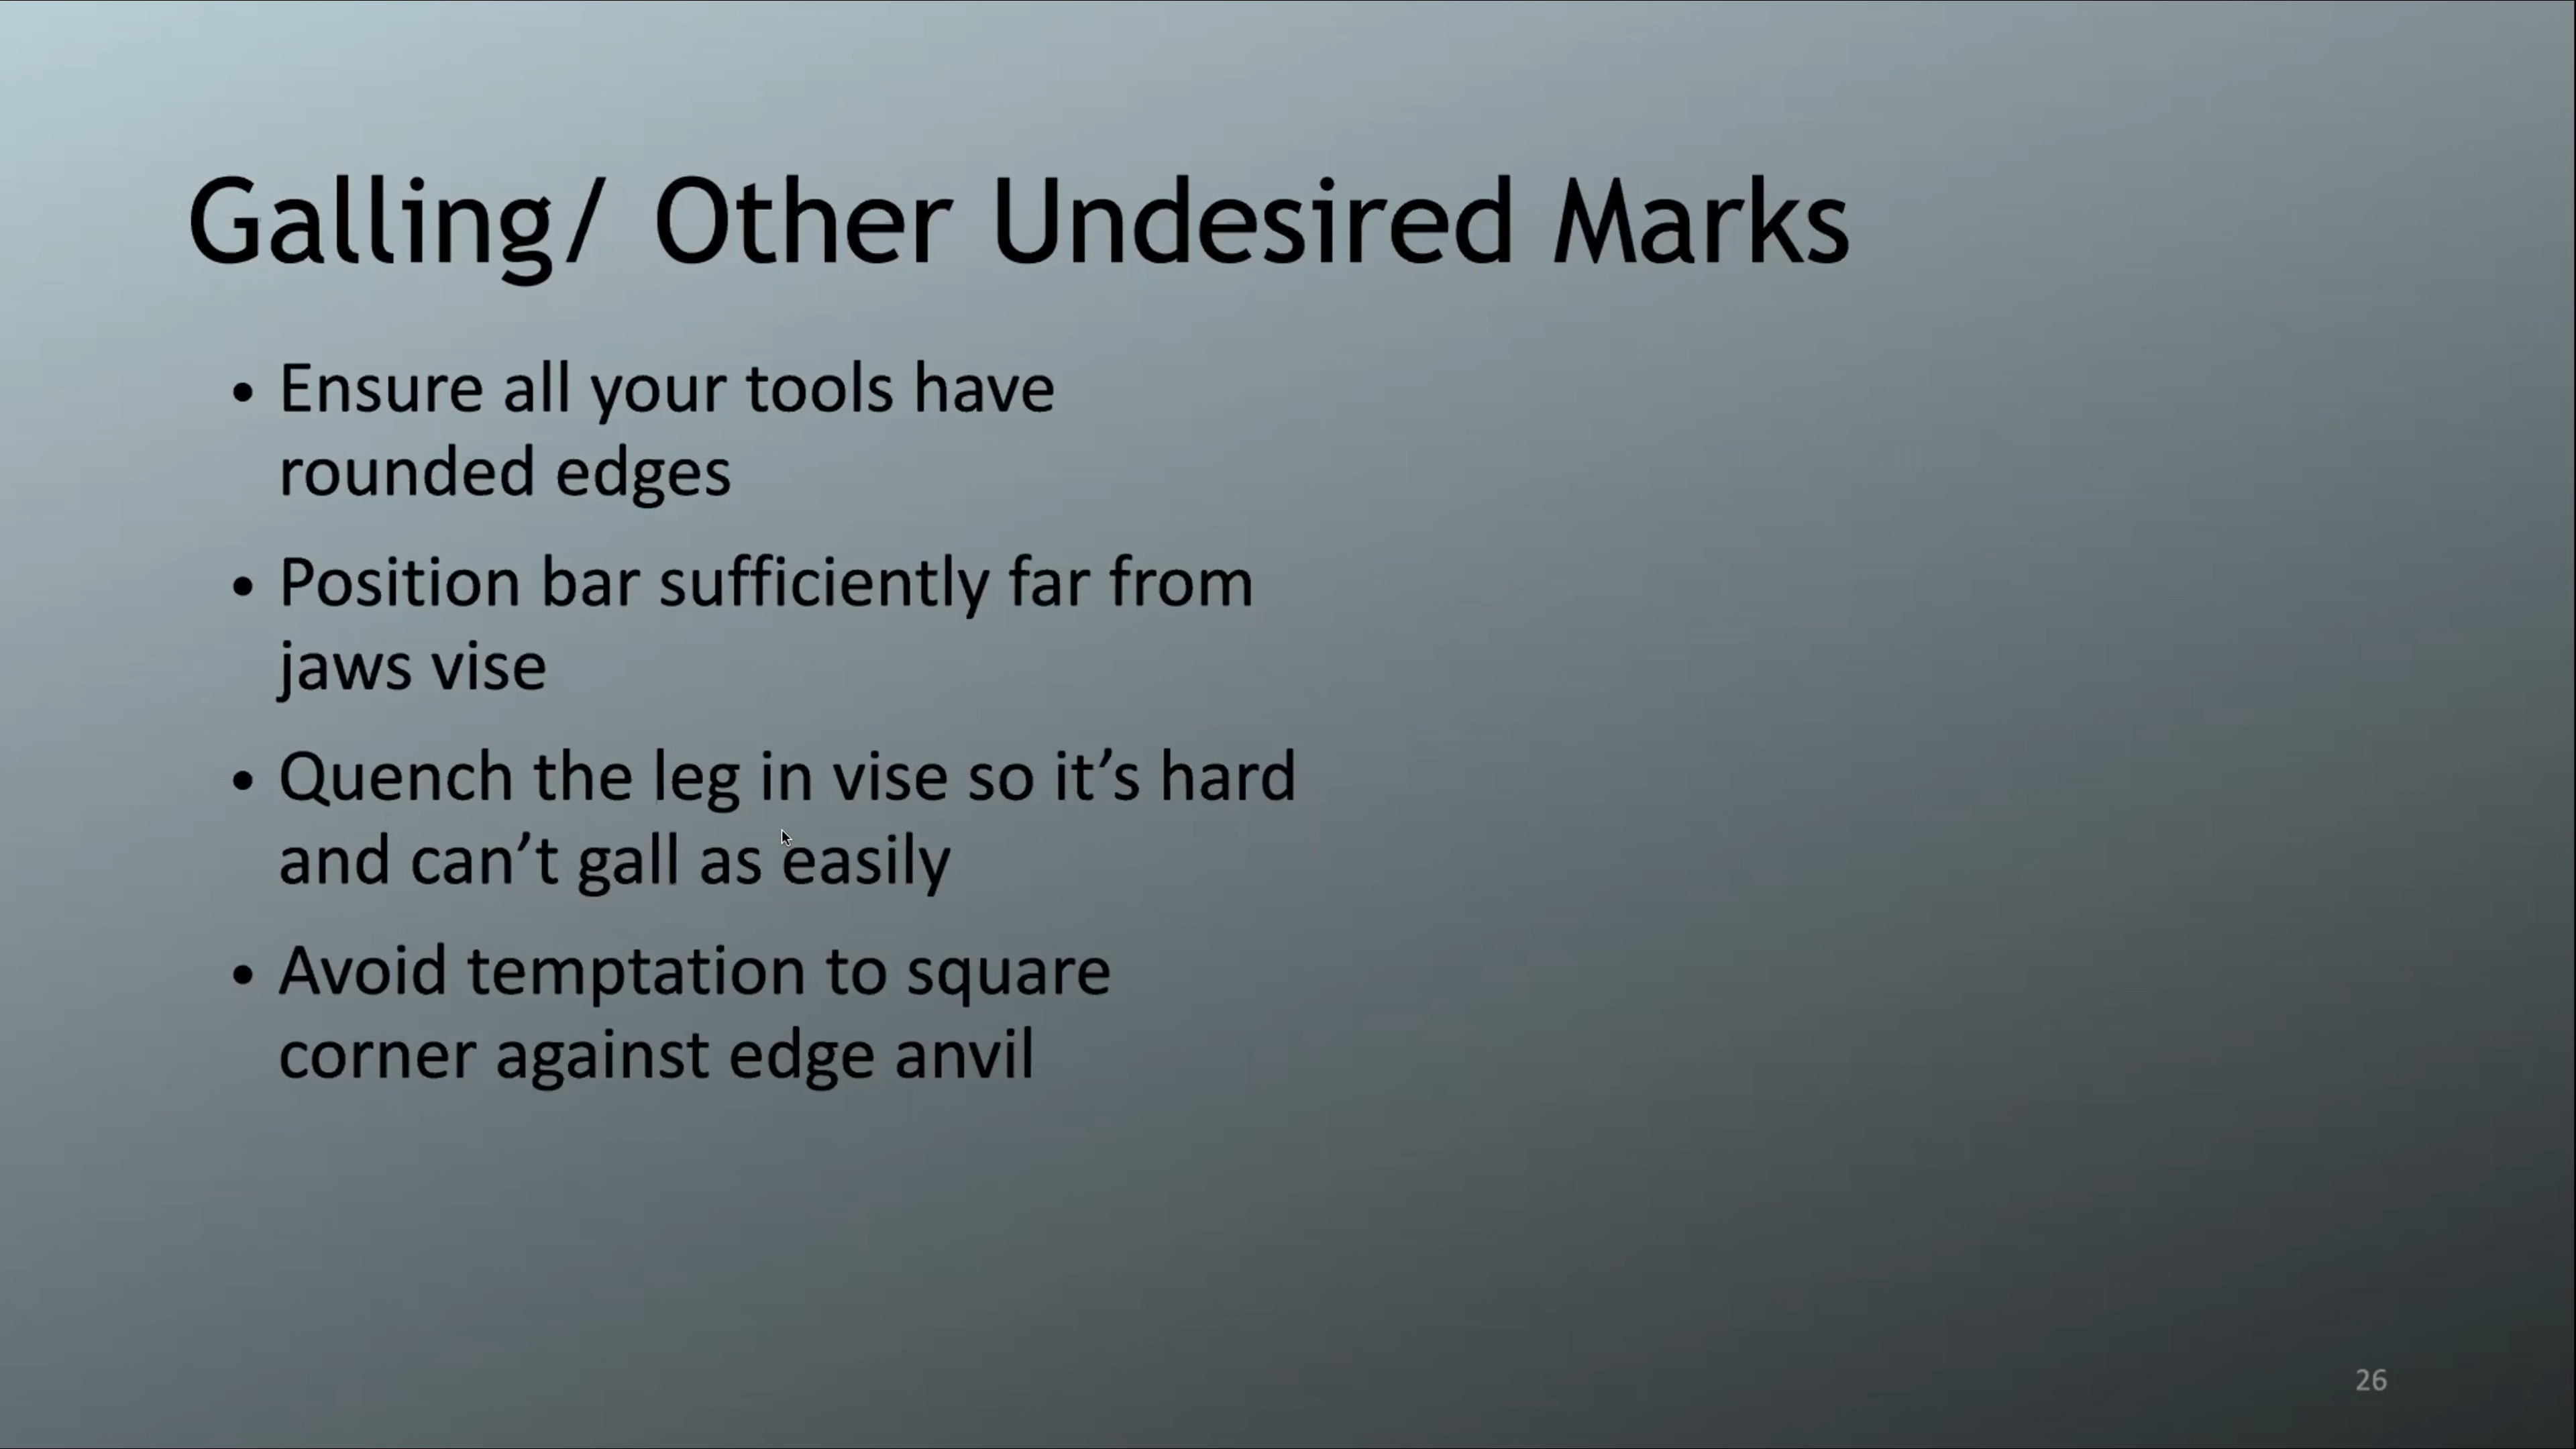 Galling/ Other Undesired Marks
• Ensure all your tools have
rounded edges
• Position bar sufficiently far from
jaws vise
• Quench the leg in vise so it’s hard
and can’t gall as easily
• Avoid temptation to square
corner against edge anvil
26